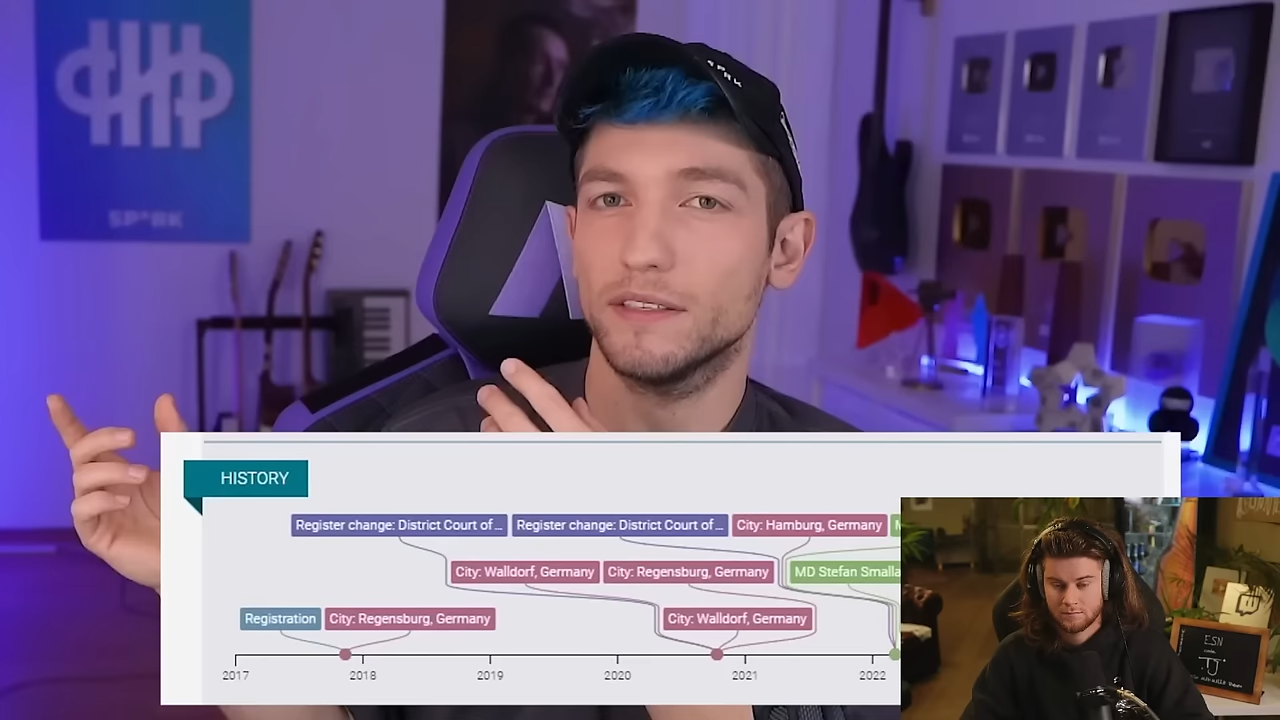 SP*RK
HISTORY
Register change: District Court of ...
Register change: District Court of ...
City: Hamburg, Germany
City: Walldorf, Germany
City: Regensburg, Germany
MD Stefan Smalla
Registration
City: Regensburg, Germany
City: Walldorf, Germany
2017
2018
2019
2020
2021
2022
ESN
TJ